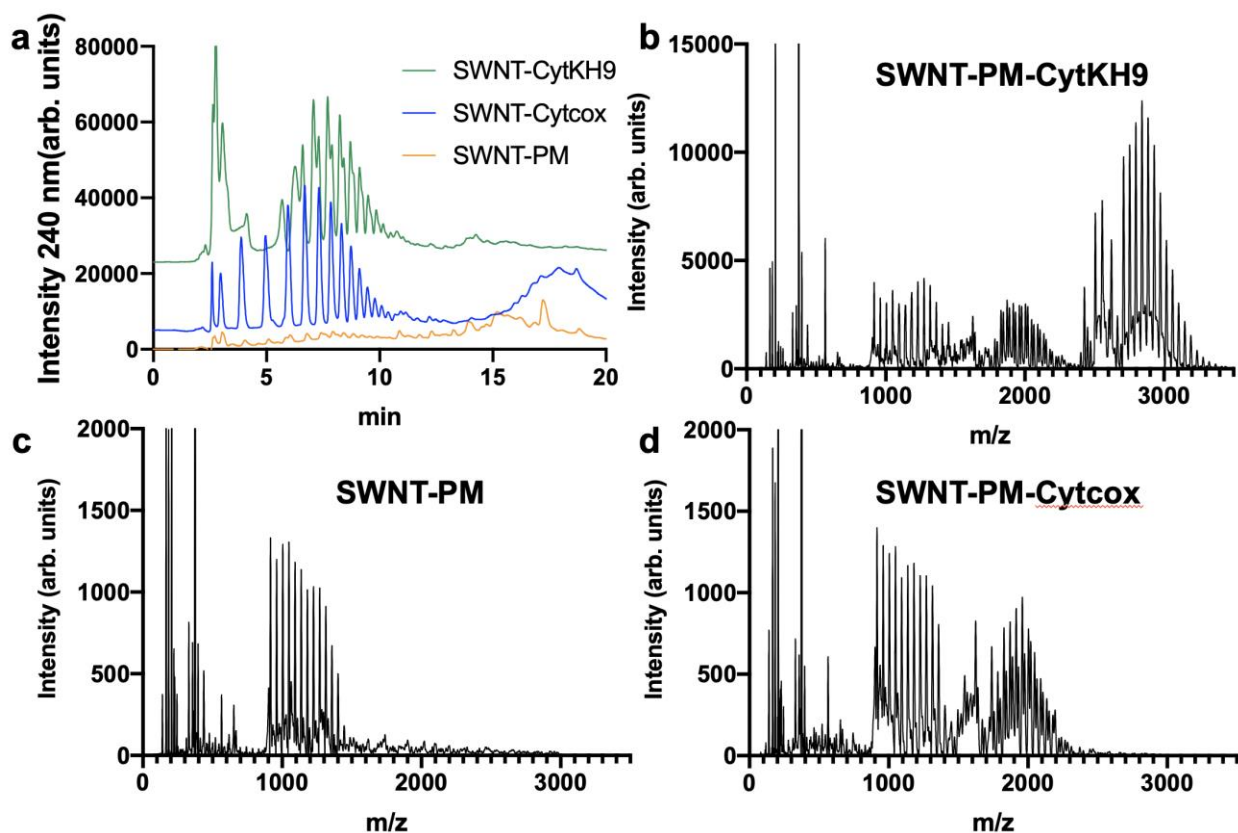 a
Intensity 240 nm(arb. units)
80000
60000
40000
20000
0
0
5
10
15
20
min
SWNT-CytKH9
SWNT-Cytcox
SWNT-PM
b
SWNT-PM-CytKH9
Intensity (arb. units)
15000
10000
5000
0
0
1000
2000
3000
m/z
c
SWNT-PM
Intensity (arb. units)
2000
1500
1000
500
0
0
1000
2000
3000
m/z
d
SWNT-PM-Cytcox
Intensity (arb. units)
2000
1500
1000
500
0
0
1000
2000
3000
m/z